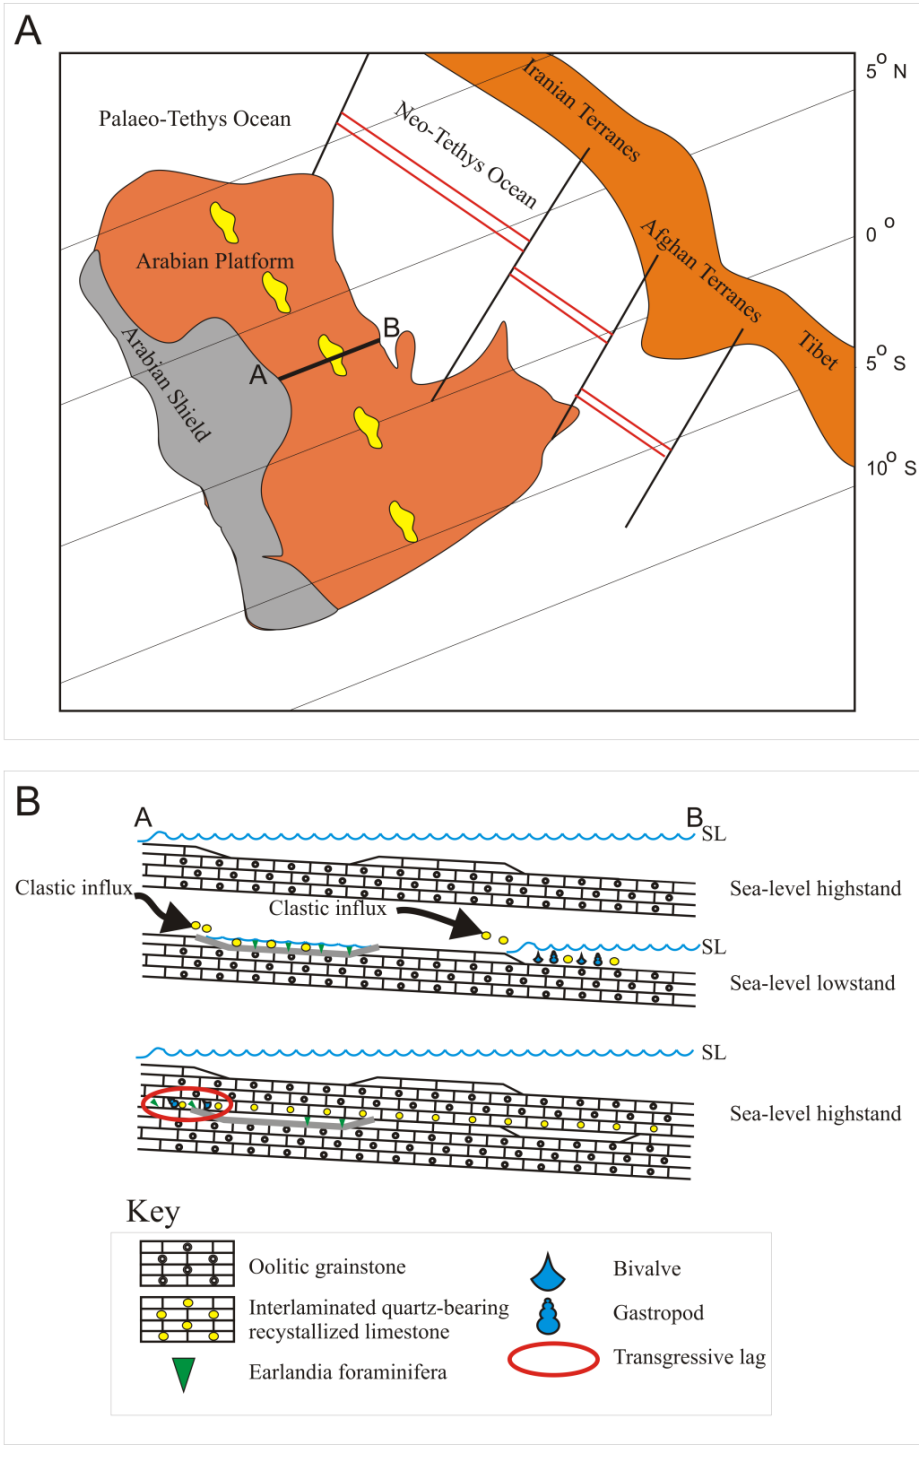 A
Palaeo-Tethys Ocean
Neo-Tethys Ocean
Iranian Terranes
5° N
Arabian Platform
0°
Afghan Terranes
B
A
Arabian Shield
Tibet
5° S
10° S
B
A
B
SL
Clastic influx
Clastic influx
Sea-level highstand
SL
Sea-level lowstand
SL
Sea-level highstand
Key
Oolitic grainstone
Interlaminated quartz-bearing
recystallized limestone
Earlandia foraminifera
Bivalve
Gastropod
Transgressive lag